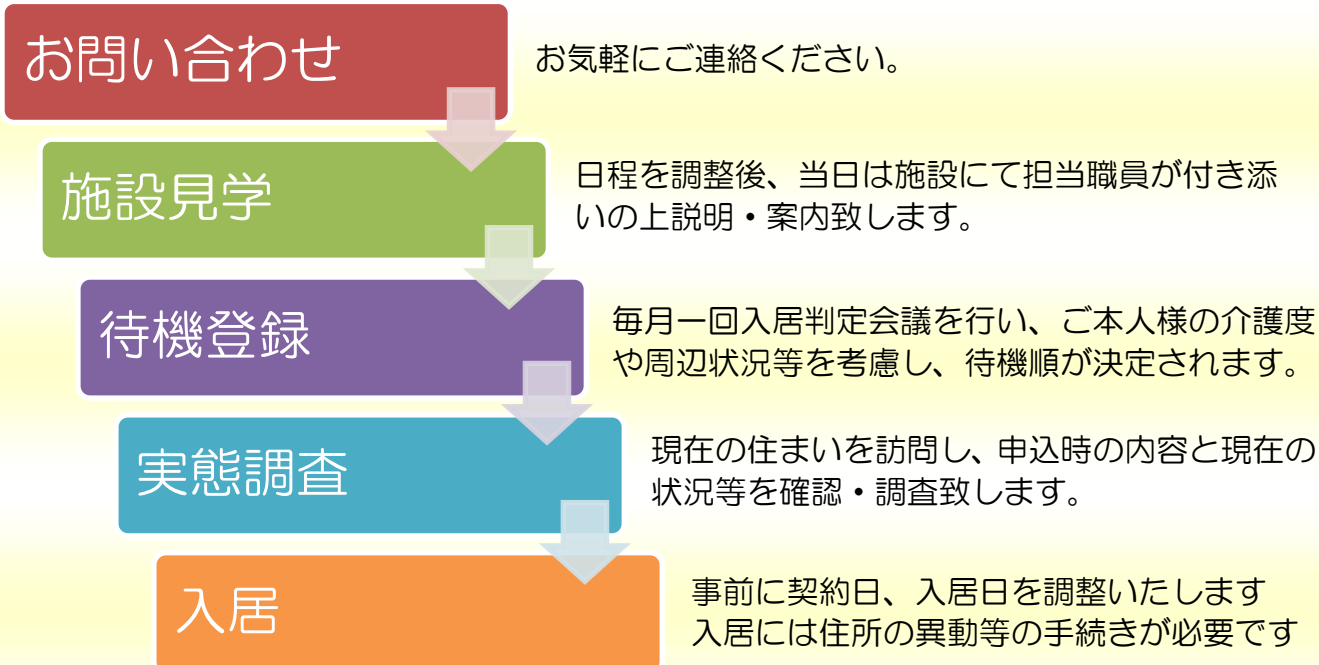 お問い合わせ
お気軽にご連絡ください。
施設見学
日程を調整後、当日は施設にて担当職員が付き添
いの上説明・案内致します。
待機登録
毎月一回入居判定会議を行い、ご本人様の介護度
や周辺状況等を考慮し、待機順が決定されます。
実態調査
現在の住まいを訪問し、申込時の内容と現在の
状況等を確認・調査致します。
入居
事前に契約日、入居日を調整いたします
入居には住所の異動等の手続きが必要です